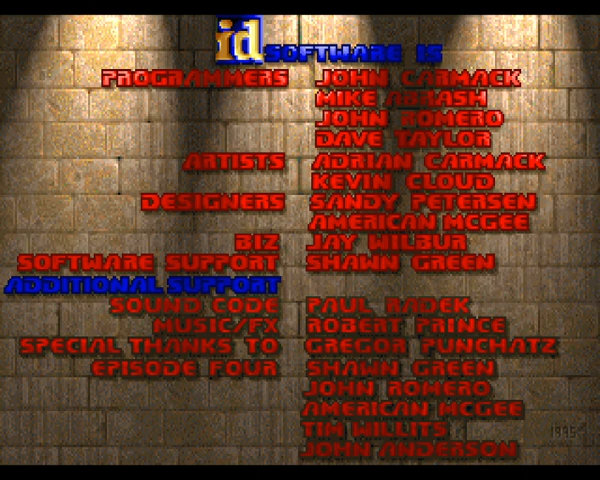 id SOFTWARE IS
PROGRAMMERS JOHN CARMACK
MIKE ABRASH
JOHN ROMERO
DAVE TAYLOR
ARTISTS ADRIAN CARMACK
KEVIN CLOUD
DESIGNERS SANDY PETERSEN
AMERICAN MCGEE
BIZ JAY WILBUR
SOFTWARE SUPPORT SHAWN GREEN
ADDITIONAL SUPPORT
SOUND CODE PAUL RADEK
MUSIC/FX ROBERT PRINCE
SPECIAL THANKS TO GREGOR PUNCHATZ
EPISODE FOUR SHAWN GREEN
JOHN ROMERO
AMERICAN MCGEE
TIM WILLITS
JOHN ANDERSON
1995